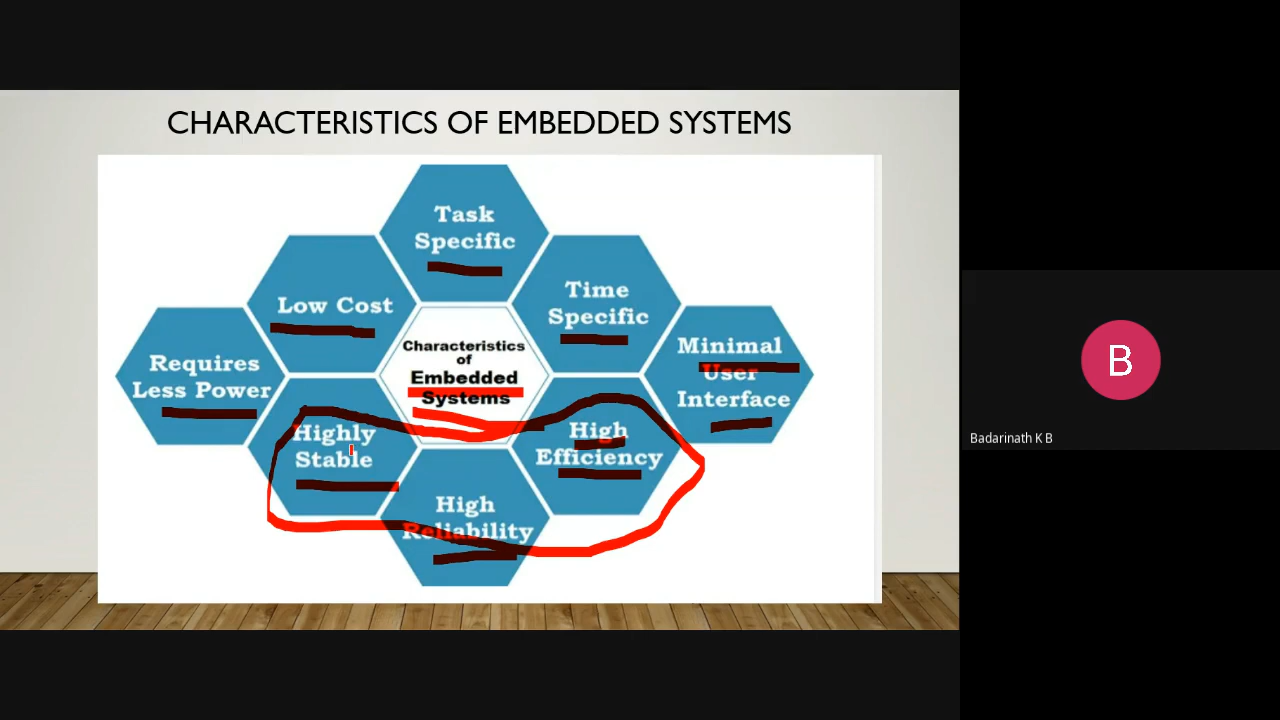 CHARACTERISTICS OF EMBEDDED SYSTEMS
Task
Specific
Low Cost
Time
Specific
Requires
Less Power
Characteristics
of
Embedded
Systems
Minimal
User
Interface
Highly
Stable
High
Efficiency
High
Reliability
B
Badarinath K B